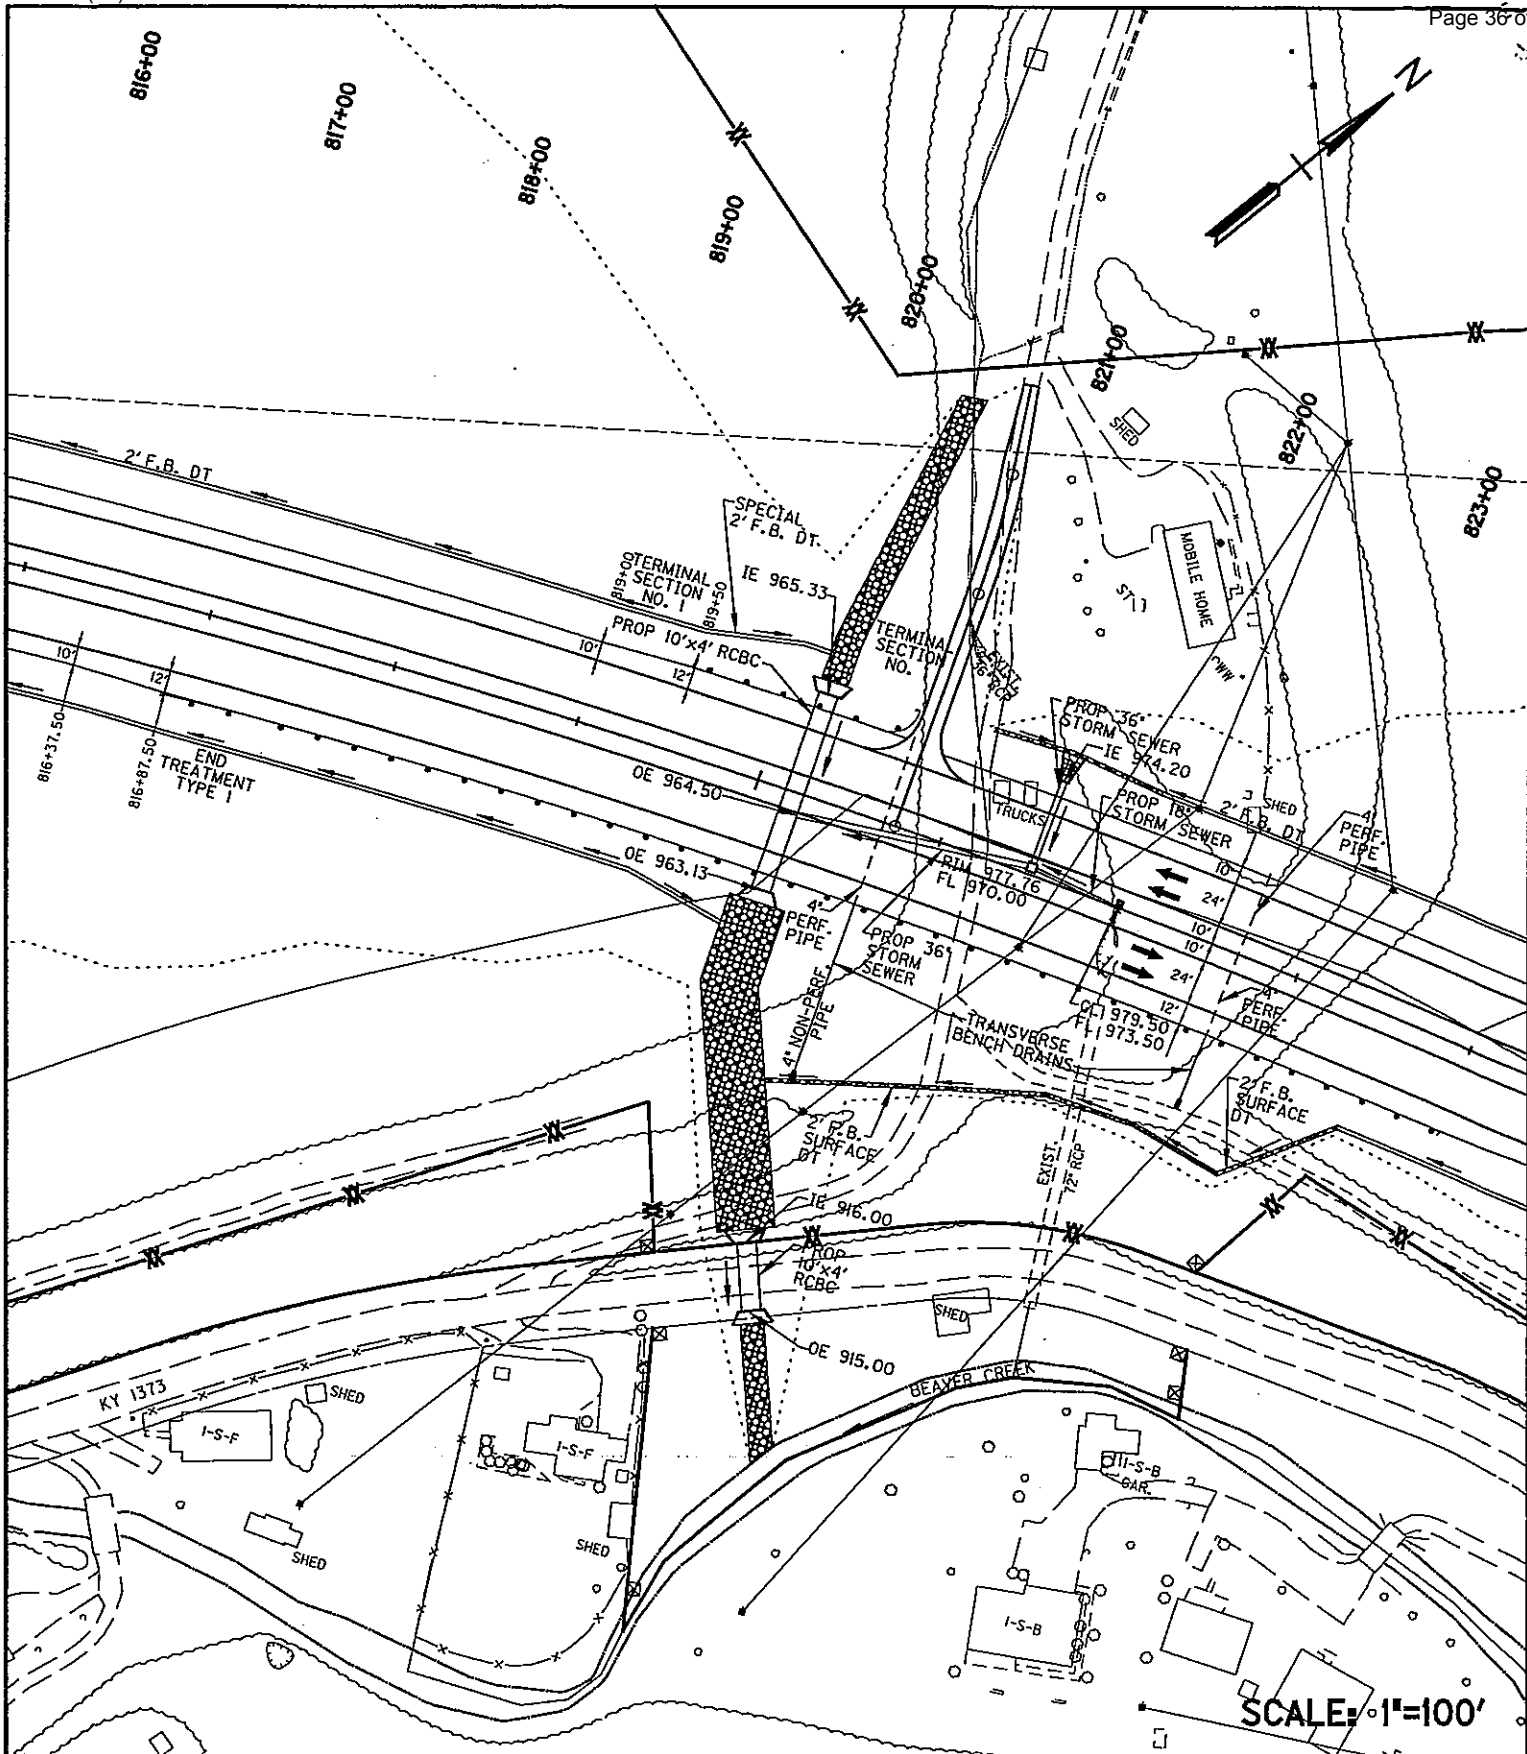 Page 36 o
816+00
817+00
818+00
819+00
820+00
821+00
822+00
823+00
N
2' F.B. DT
SPECIAL
2' F.B. DT
819+00
TERMINAL
SECTION
NO. 1
819+50
IE 965.33
PROP 10'x4' RCBC
TERMINAL
SECTION
NO.
EXIST.
SHED
MOBILE HOME
10'
12'
10'
12'
816+37.50
816+87.50
END
TREATMENT
TYPE 1
OE 964.50
OE 963.13
PROP 36"
STORM SEWER
IE 974.20
TRUCKS
PROP 18"
STORM SEWER
SHED
2' F.B. DT
4"
PERF.
PIPE
RIM 977.76
FL 970.00
10'
24'
10'
10'
24'
12'
4"
PERF.
PIPE
PROP 36"
STORM
SEWER
4" NON-PERF.
PIPE
TRANSVERSE
BENCH DRAINS
979.50
FL 973.50
4"
PERF.
PIPE
2' F.B.
SURFACE
DT
2' F.B.
SURFACE
DT
EXIST.
72" RCP
IE 916.00
PROP
10'x4'
RCBC
SHED
OE 915.00
BEAVER CREEK
KY 1373
SHED
1-S-F
1-S-F
SHED
SHED
1-S-B
GAR.
1-S-B
SCALE: 1"=100'